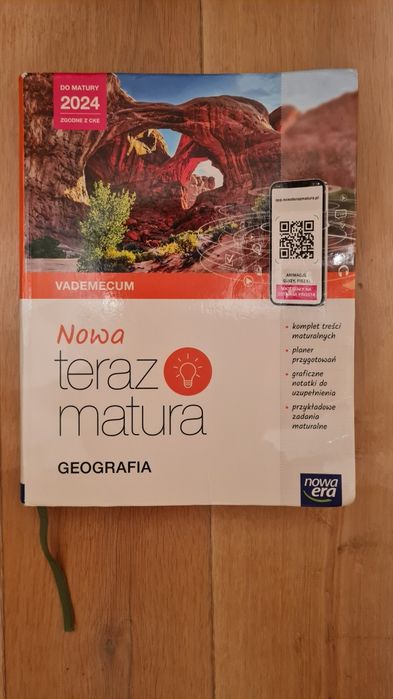 DO MATURY
2024
ZGODNE Z CKE
VADEMECUM
Nowa
teraz
matura
GEOGRAFIA
ANIMACJE
• komplet treści
maturalnych
• planer
przygotowań
• graficzne
notatki do
uzupełnienia
• przykładowe
zadania
maturalne
nowa
era